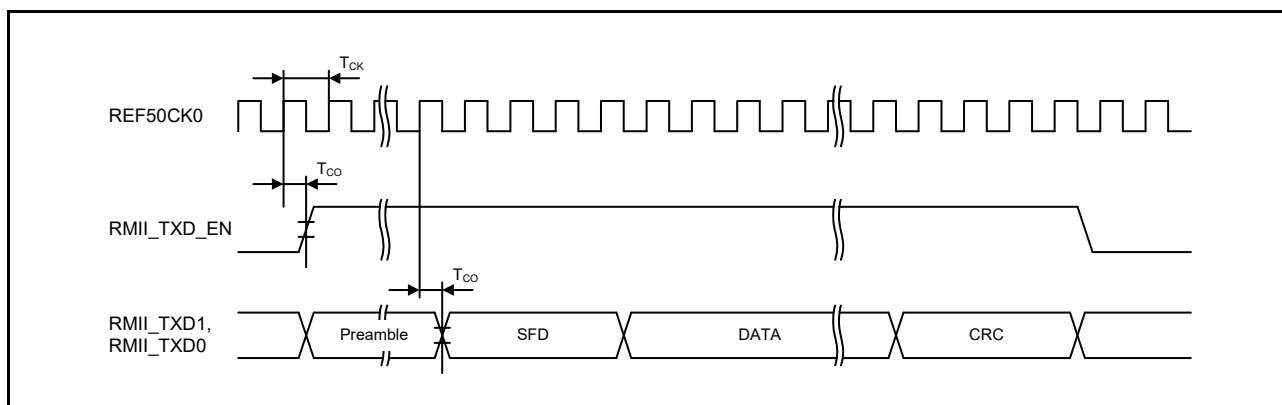 TCK
REF50CK0
TCO
RMII_TXD_EN
TCO
RMII_TXD1,
RMII_TXD0
Preamble SFD DATA CRC